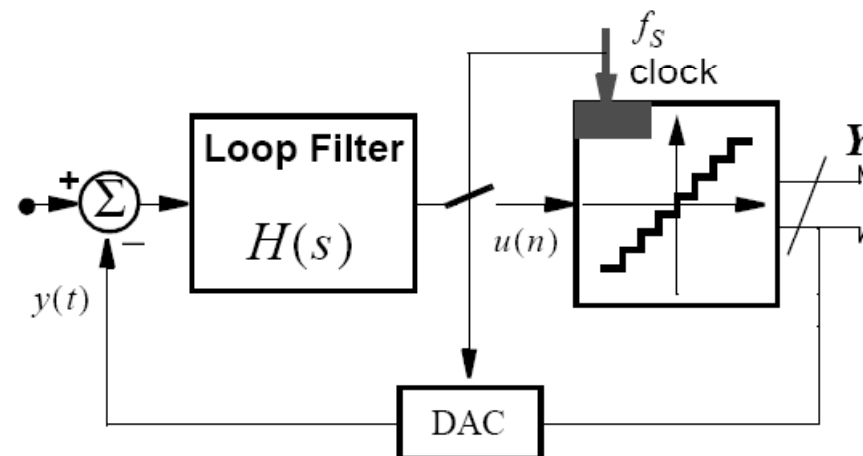 f_S
clock
Loop Filter
H(s)
+
Σ
−
u(n)
Y
y(t)
DAC